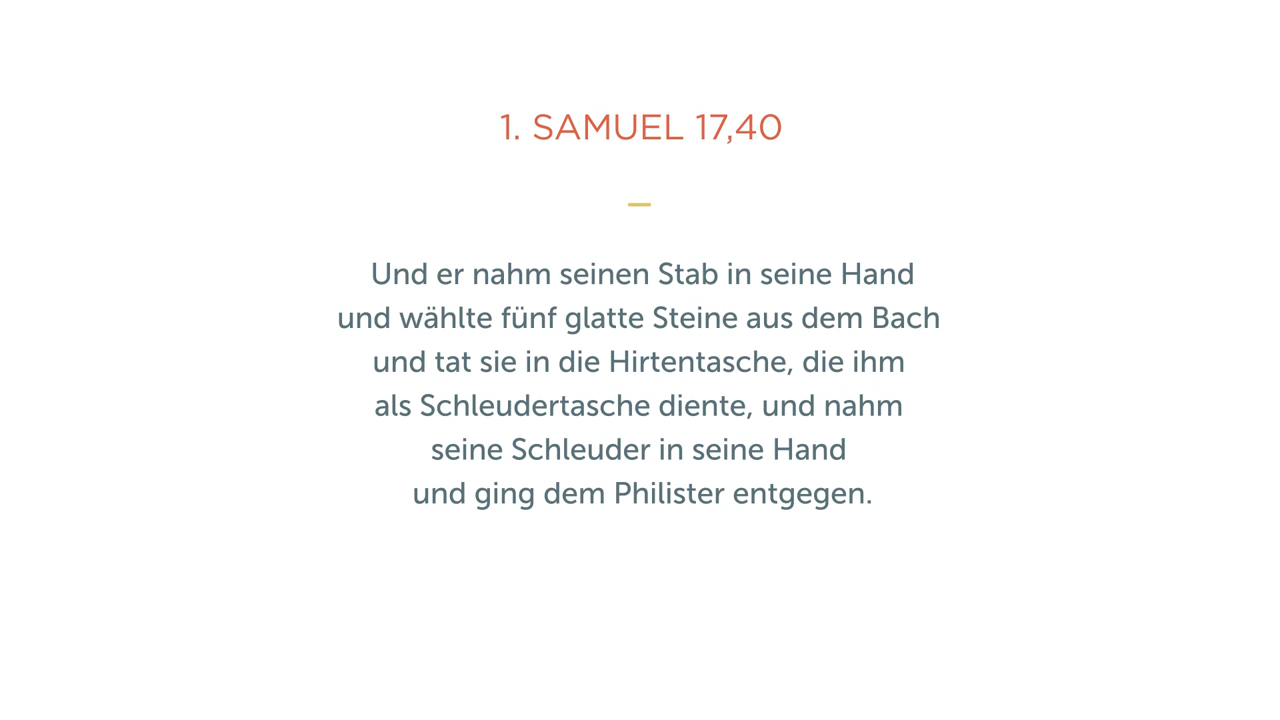 1. SAMUEL 17,40
Und er nahm seinen Stab in seine Hand
und wählte fünf glatte Steine aus dem Bach
und tat sie in die Hirtentasche, die ihm
als Schleudertasche diente, und nahm
seine Schleuder in seine Hand
und ging dem Philister entgegen.